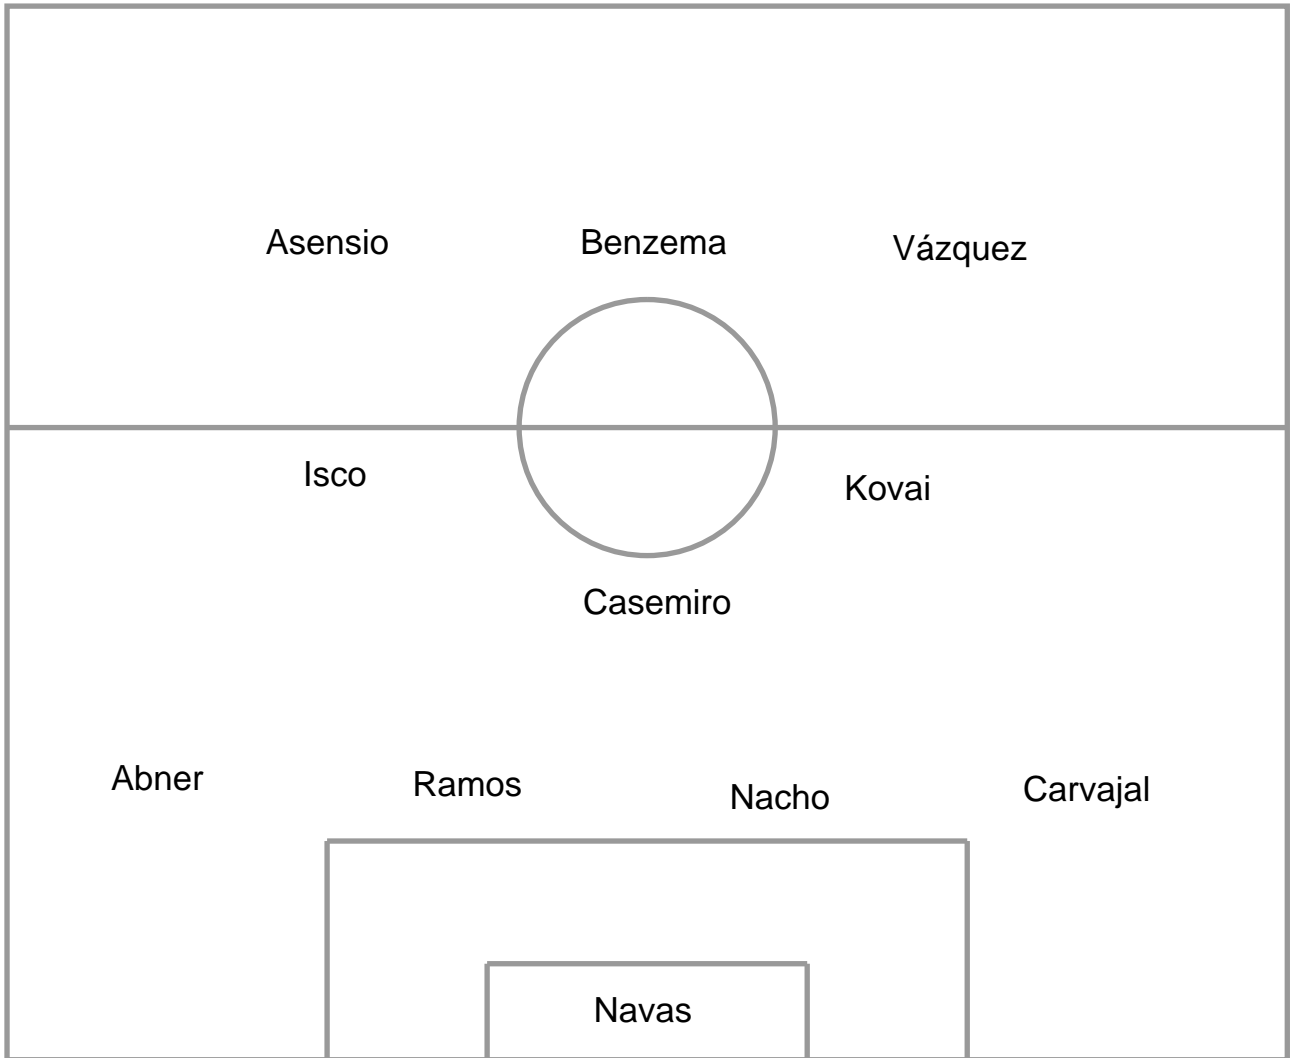 Asensio
Benzema
Vázquez
Isco
Kovai
Casemiro
Abner
Ramos
Nacho
Carvajal
Navas